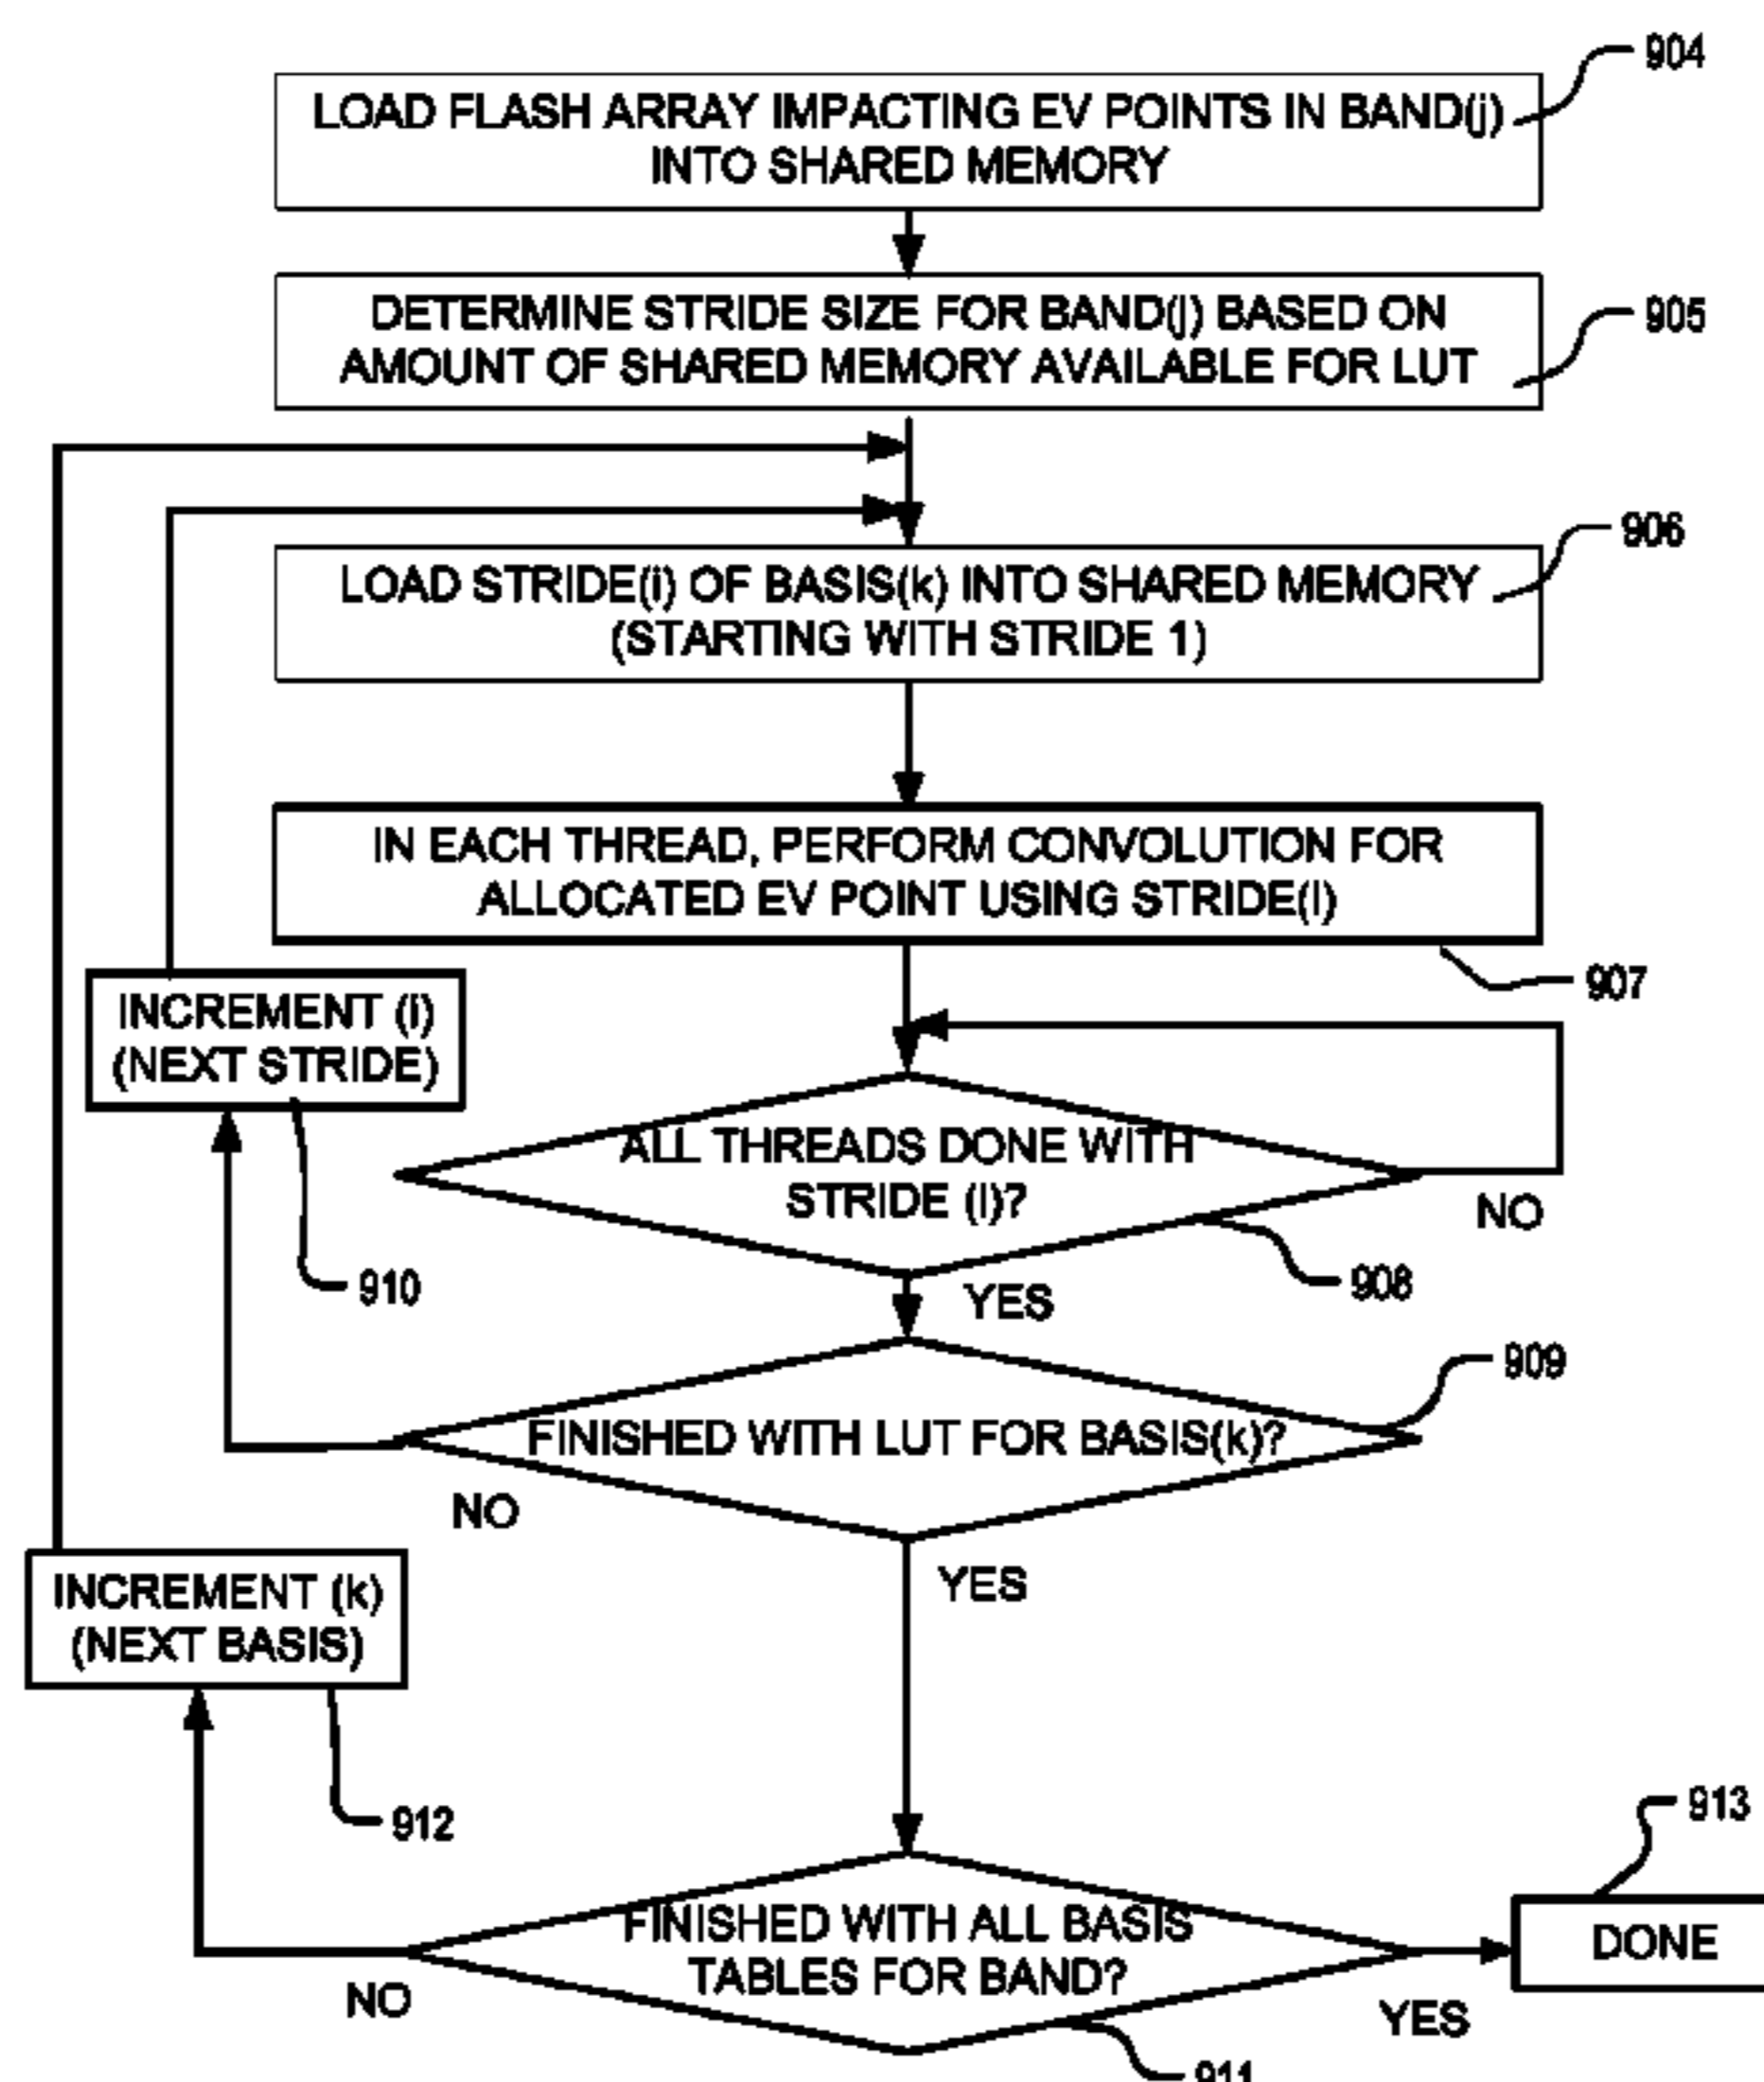 904
LOAD FLASH ARRAY IMPACTING EV POINTS IN BAND(j)
INTO SHARED MEMORY
DETERMINE STRIDE SIZE FOR BAND(j) BASED ON
AMOUNT OF SHARED MEMORY AVAILABLE FOR LUT
905
906
LOAD STRIDE(i) OF BASIS(k) INTO SHARED MEMORY
(STARTING WITH STRIDE 1)
IN EACH THREAD, PERFORM CONVOLUTION FOR
ALLOCATED EV POINT USING STRIDE(i)
907
INCREMENT (i)
(NEXT STRIDE)
ALL THREADS DONE WITH
STRIDE (i)?
NO
910
908
YES
909
FINISHED WITH LUT FOR BASIS(k)?
NO
YES
INCREMENT (k)
(NEXT BASIS)
912
913
FINISHED WITH ALL BASIS
TABLES FOR BAND?
DONE
NO
YES
911